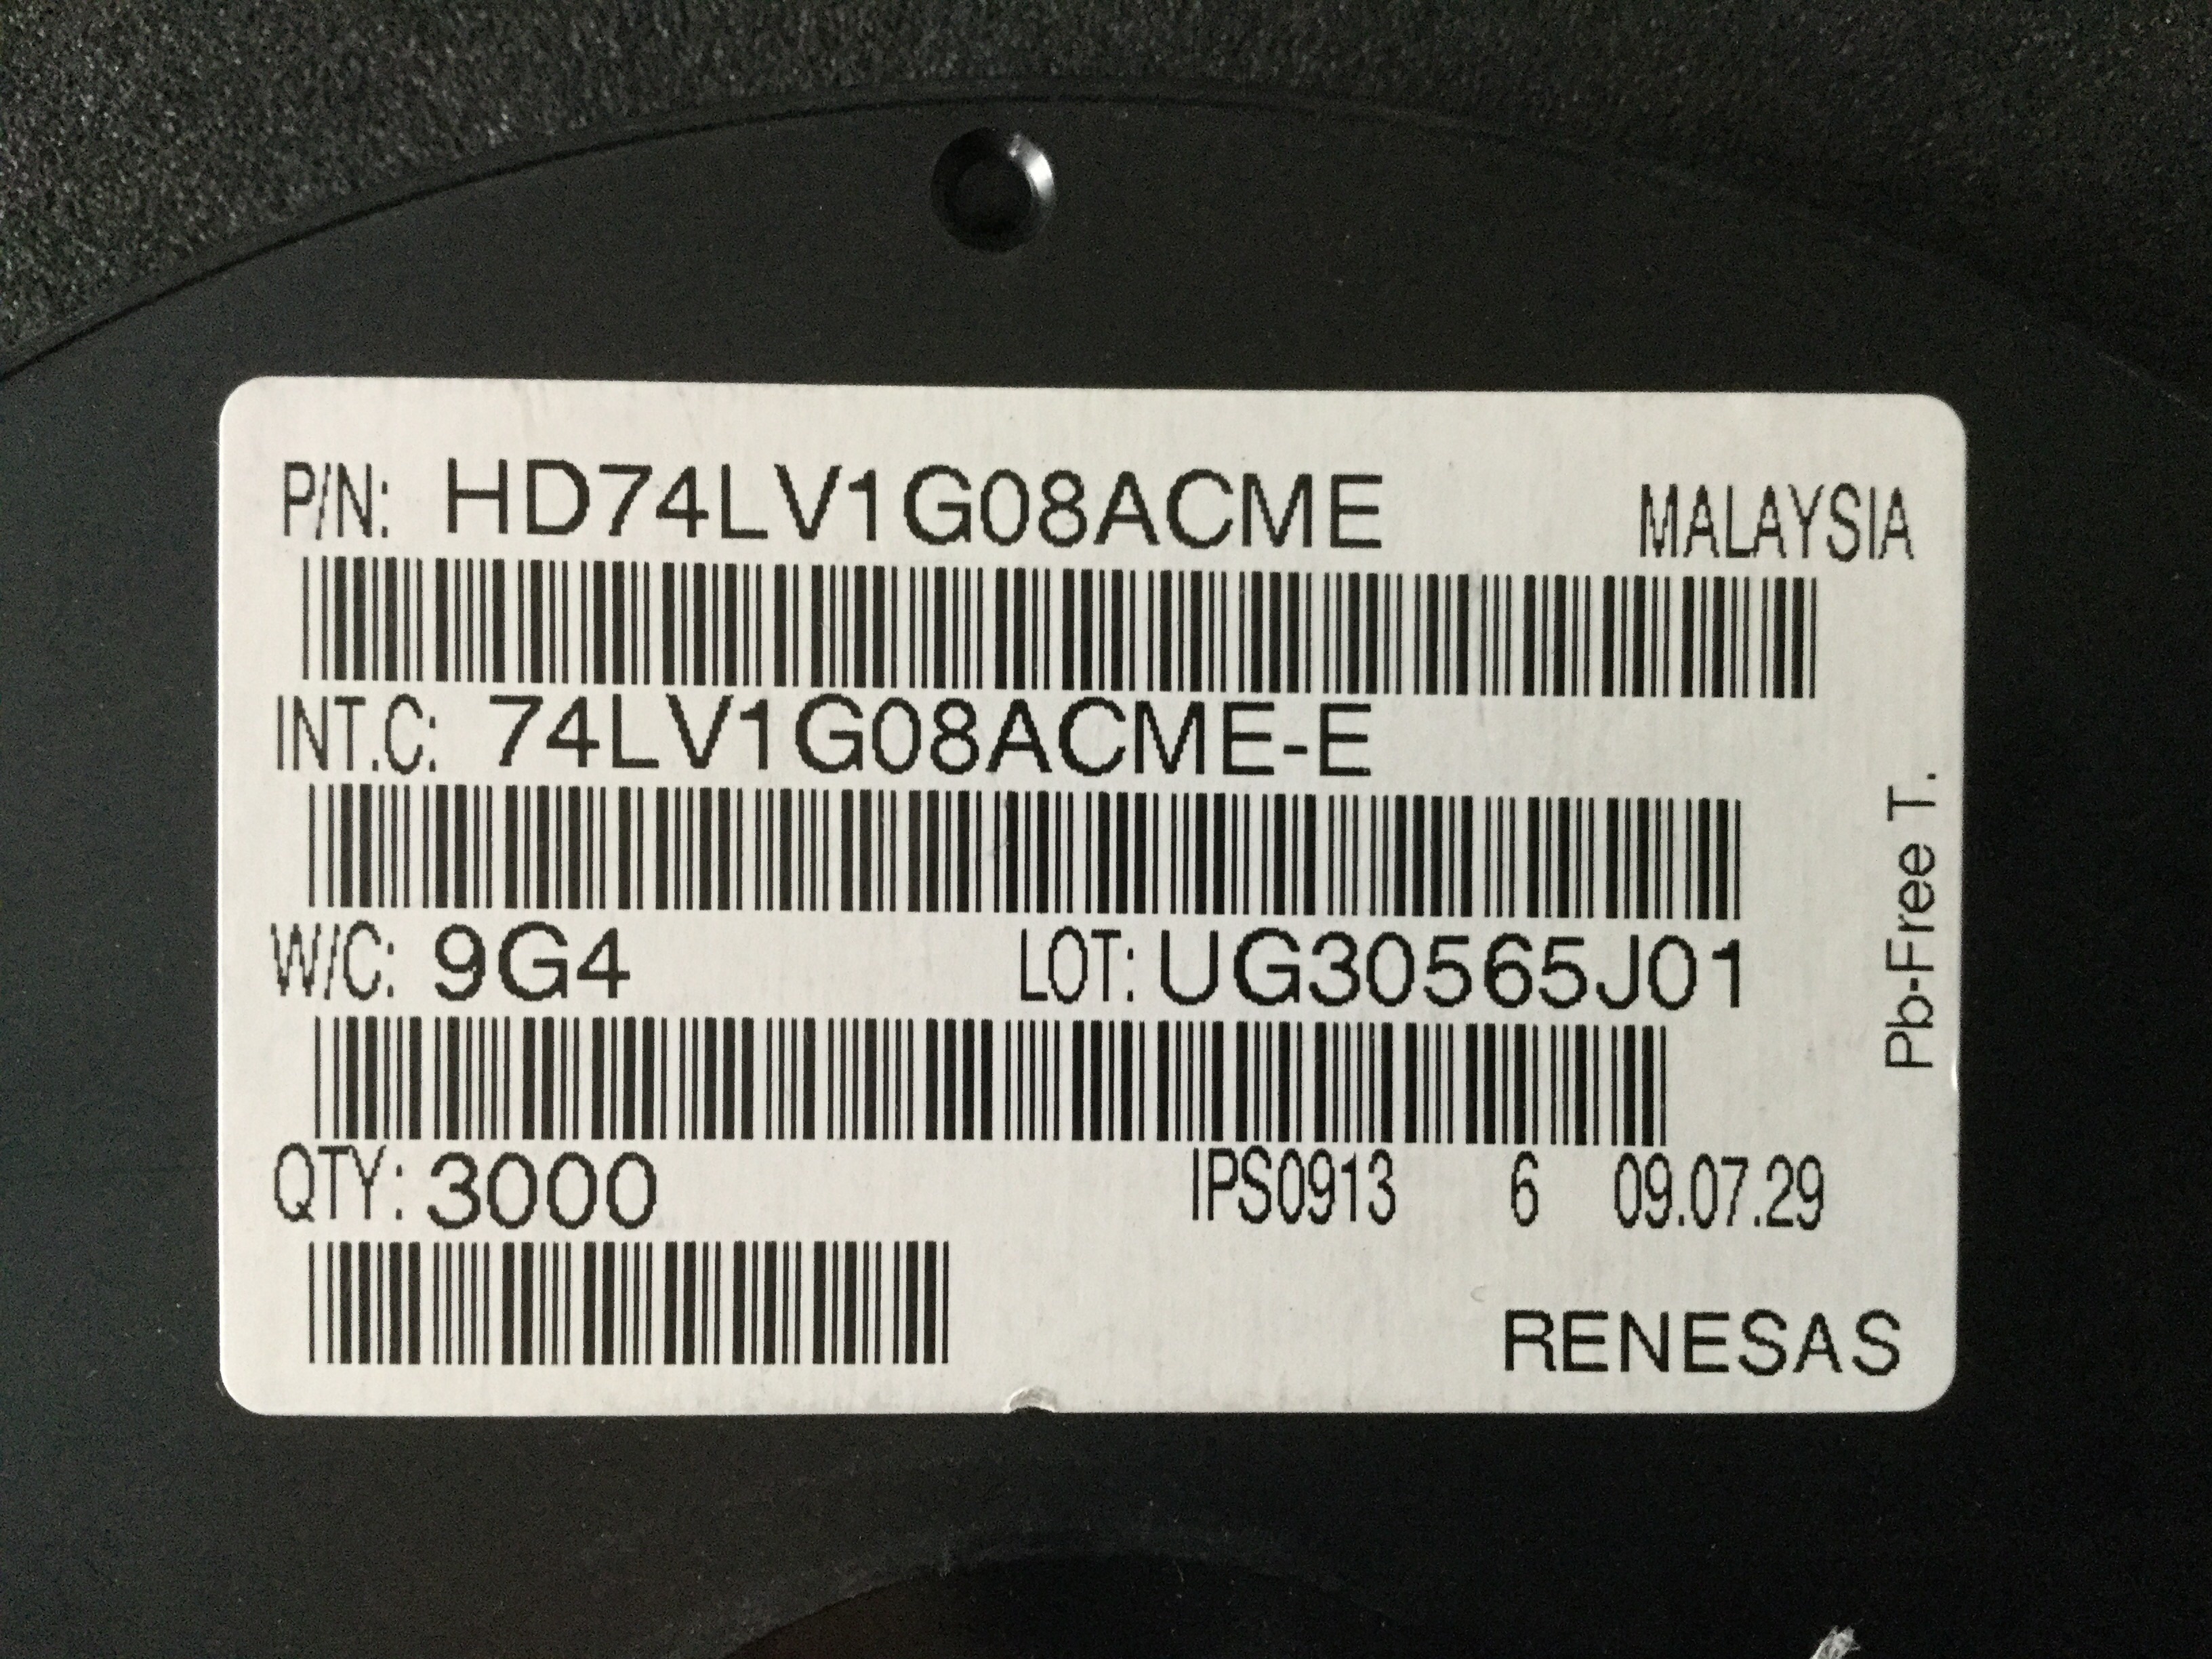 P/N: HD74LV1G08ACME MALAYSIA
INT.C: 74LV1G08ACME-E
W/C: 9G4 LOT: UG30565J01
QTY: 3000 IPS0913 6 09.07.29
RENESAS
Pb-Free T.